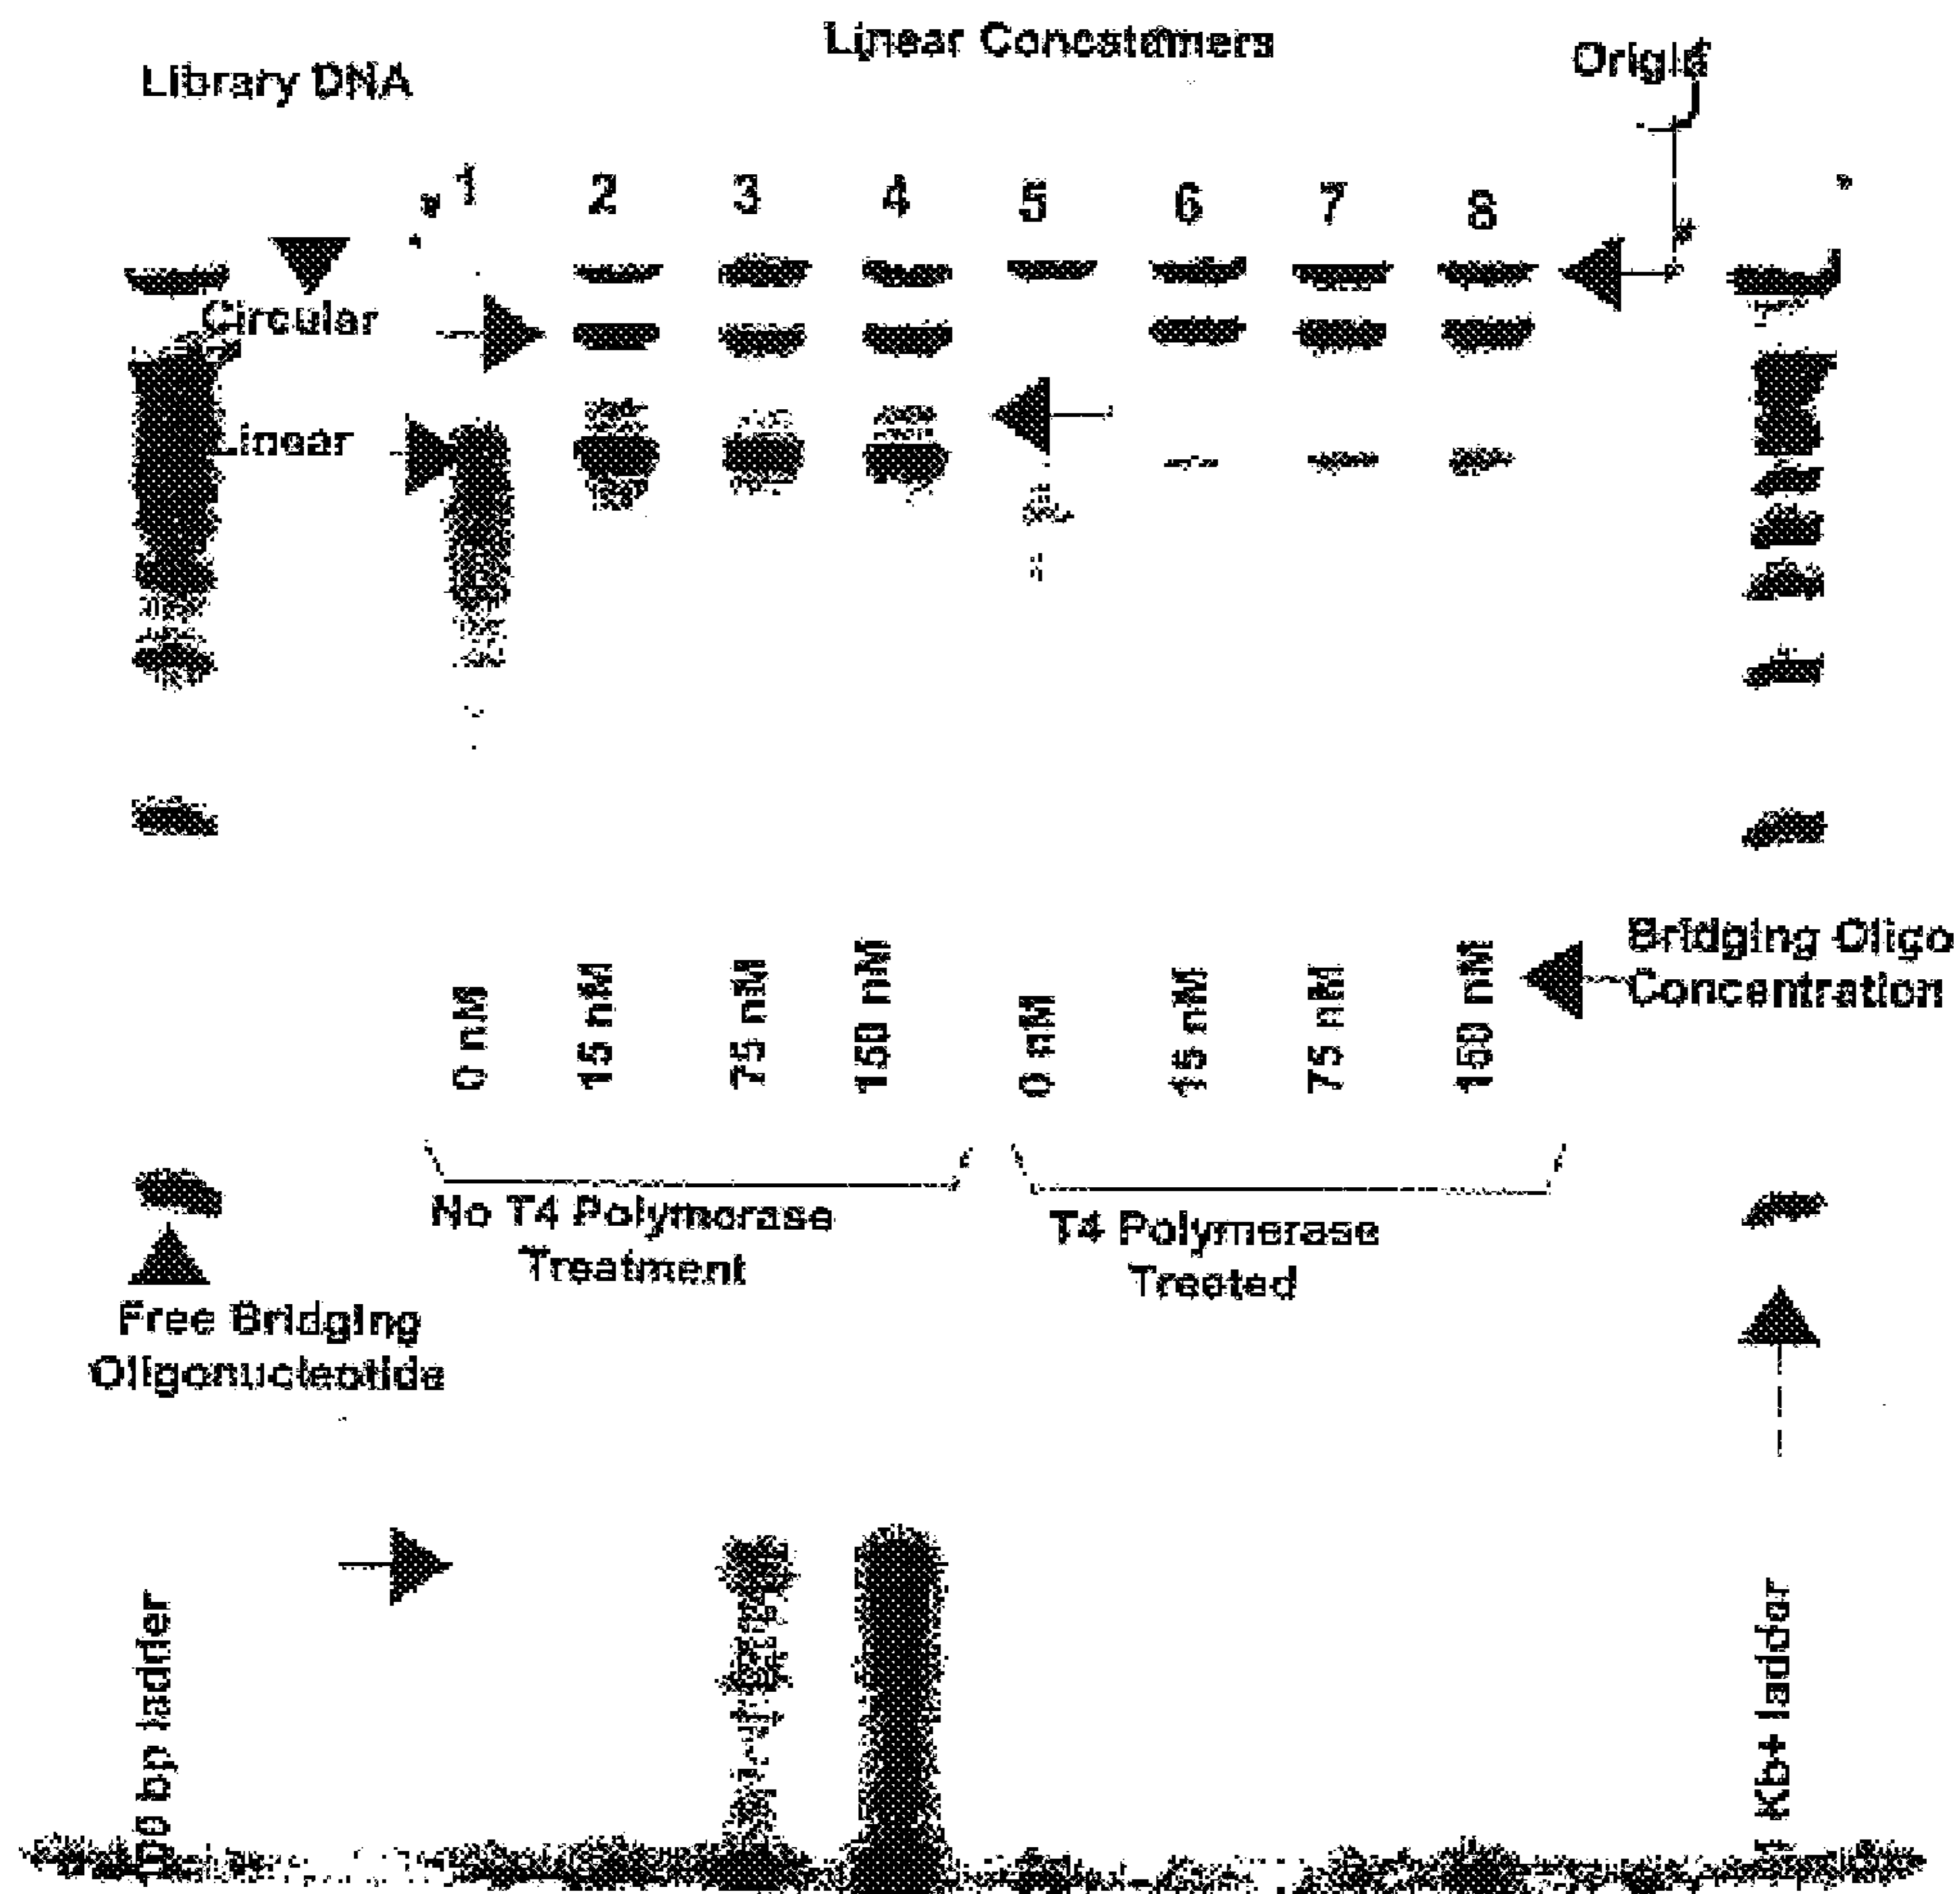 Linear Concatamers
Library DNA
Origin
1 2 3 4 5 6 7 8
Circular
Linear
Bridging Oligo
Concentration
0 nM
15 nM
75 nM
150 nM
0 nM
15 nM
75 nM
150 nM
No T4 Polymerase
Treatment
T4 Polymerase
Treated
Free Bridging
Oligonucleotide
100 bp ladder
1 Kb+ ladder